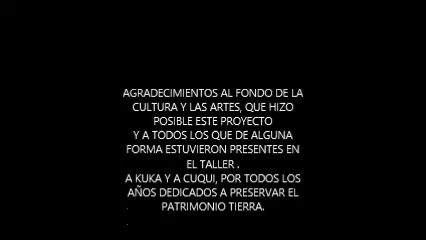 AGRADECIMIENTOS AL FONDO DE LA
CULTURA Y LAS ARTES, QUE HIZO
POSIBLE ESTE PROYECTO
Y A TODOS LOS QUE DE ALGUNA
FORMA ESTUVIERON PRESENTES EN
EL TALLER .
A KUKA Y A CUQUI, POR TODOS LOS
AÑOS DEDICADOS A PRESERVAR EL
PATRIMONIO TIERRA.